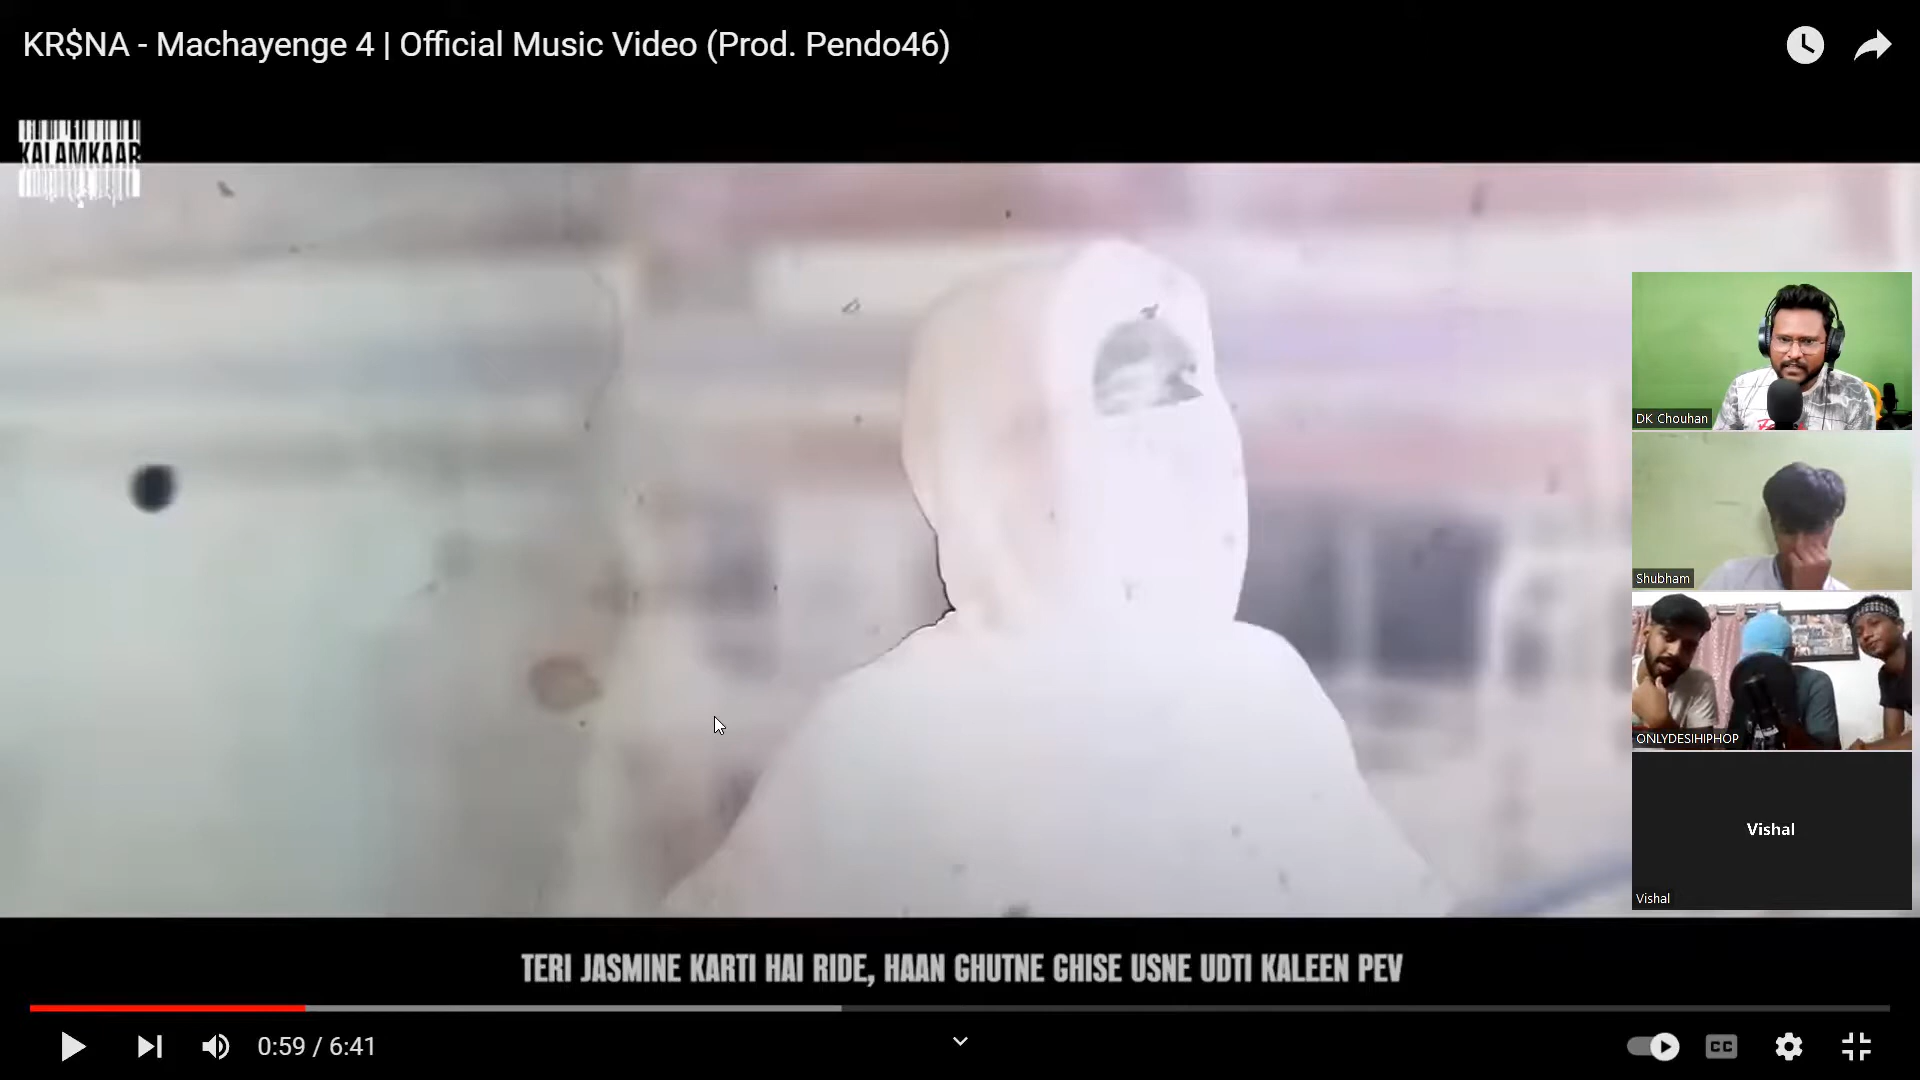 KR$NA - Machayenge 4 | Official Music Video (Prod. Pendo46)
KALAMKAAR
DK Chouhan
Shubham
ONLYDESIHIPHOP
Vishal
Vishal
TERI JASMINE KARTI HAI RIDE, HAAN GHUTNE GHISE USNE UDTI KALEEN PEV
0:59 / 6:41
CC